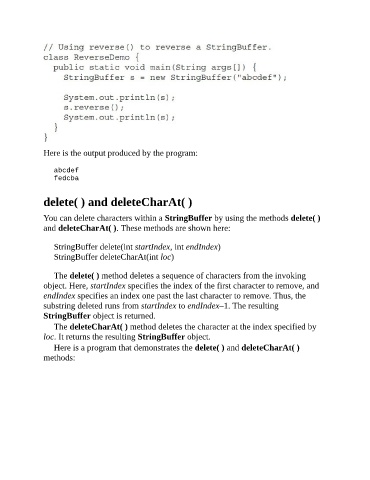 // Using reverse() to reverse a StringBuffer.
class ReverseDemo {
  public static void main(String args[]) {
    StringBuffer s = new StringBuffer("abcdef");

    System.out.println(s);
    s.reverse();
    System.out.println(s);
  }
}
Here is the output produced by the program:
abcdef
fedcba
delete( ) and deleteCharAt( )
You can delete characters within a StringBuffer by using the methods delete( )
and deleteCharAt( ). These methods are shown here:
StringBuffer delete(int startIndex, int endIndex)
StringBuffer deleteCharAt(int loc)
The delete( ) method deletes a sequence of characters from the invoking
object. Here, startIndex specifies the index of the first character to remove, and
endIndex specifies an index one past the last character to remove. Thus, the
substring deleted runs from startIndex to endIndex–1. The resulting
StringBuffer object is returned.
The deleteCharAt( ) method deletes the character at the index specified by
loc. It returns the resulting StringBuffer object.
Here is a program that demonstrates the delete( ) and deleteCharAt( )
methods: